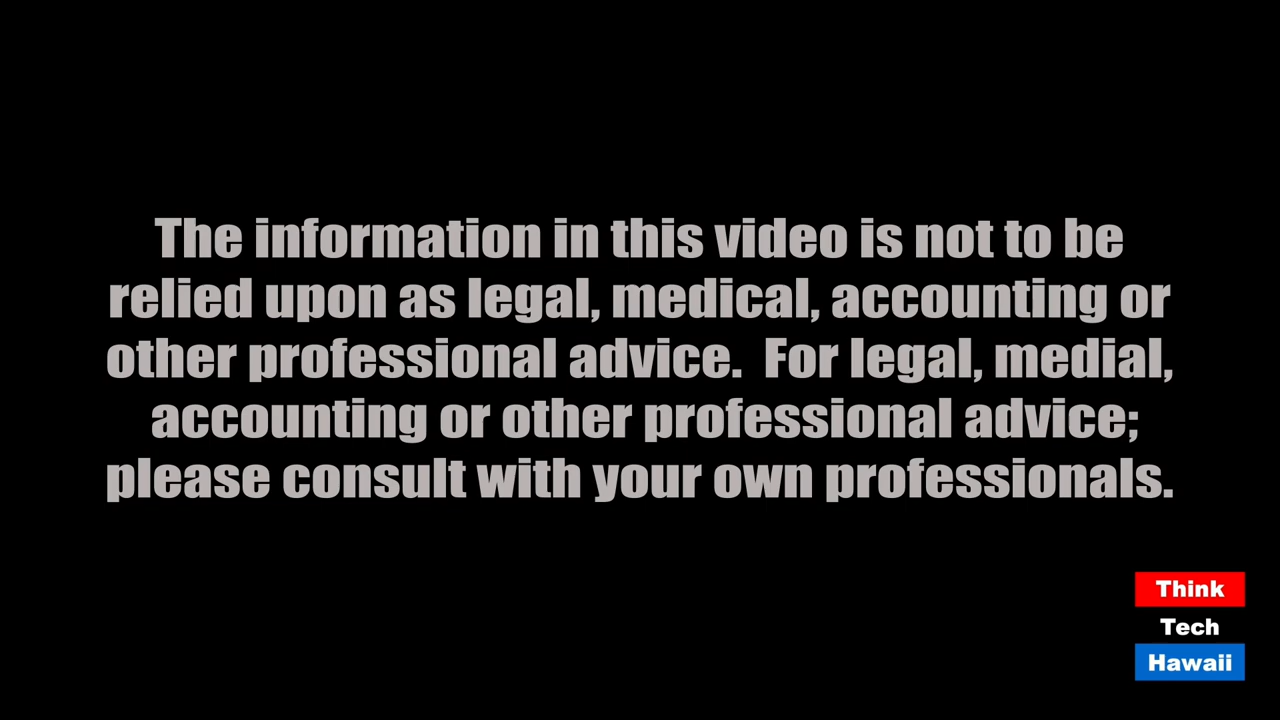 The information in this video is not to be
relied upon as legal, medical, accounting or
other professional advice.  For legal, medial,
accounting or other professional advice;
please consult with your own professionals.
Think
Tech
Hawaii